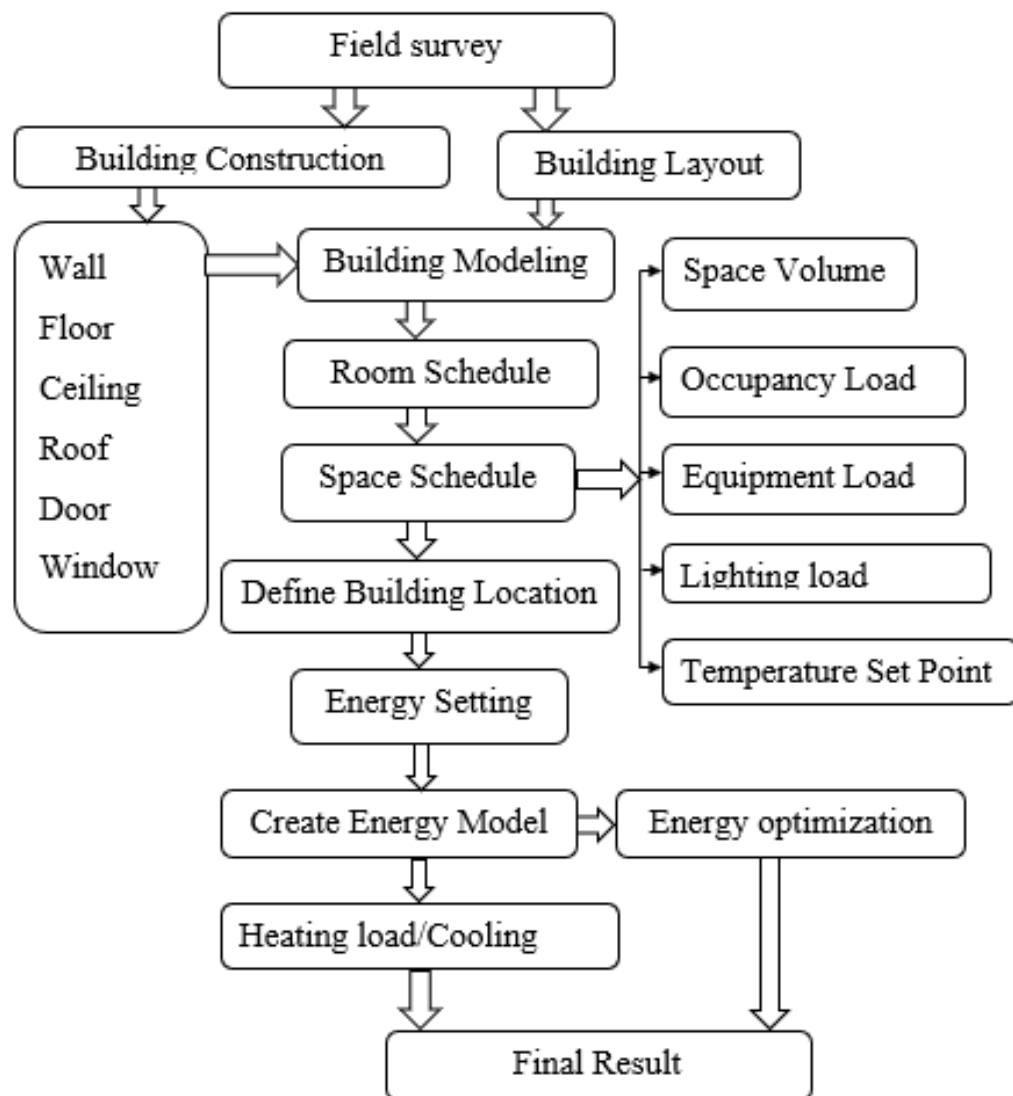 Field survey
Building Construction
Building Layout
Wall
Floor
Ceiling
Roof
Door
Window
Building Modeling
Room Schedule
Space Schedule
Space Volume
Occupancy Load
Equipment Load
Lighting load
Temperature Set Point
Define Building Location
Energy Setting
Create Energy Model
Energy optimization
Heating load/Cooling
Final Result